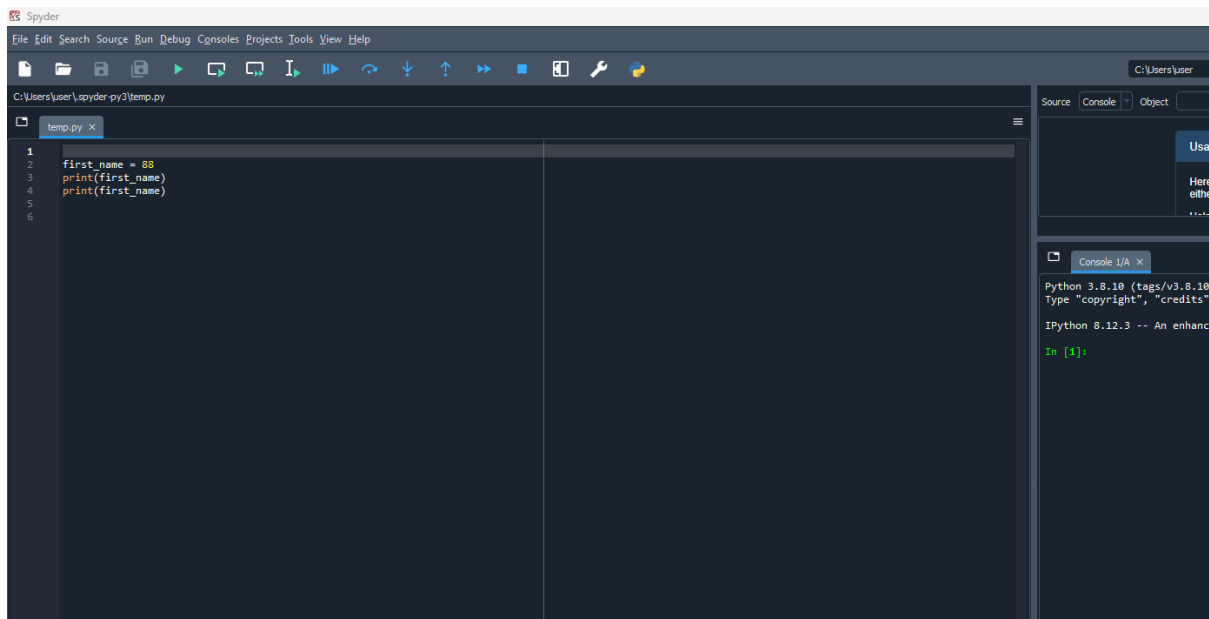 Spyder
File Edit Search Source Run Debug Consoles Projects Tools View Help
C:\Users\user
C:\Users\user\.spyder-py3\temp.py
temp.py
1
2 first_name = 88
3 print(first_name)
4 print(first_name)
5
6
Source Console Object
Usa
Here
eithe
Console 1/A
Python 3.8.10 (tags/v3.8.10
Type "copyright", "credits"
IPython 8.12.3 -- An enhanc
In [1]: